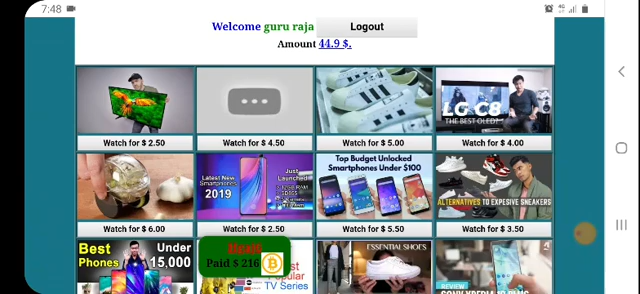 7:48
Welcome guru raja Logout
Amount 44.9 $.
LG C8
THE BEST OLED?
Watch for $ 2.50
Watch for $ 4.50
Watch for $ 5.00
Watch for $ 4.00
Latest New
Smartphones
2019
Just
Launched
Top Budget Unlocked
Smartphones Under $100
ALTERNATIVES TO EXPESIVE SNEAKERS
Watch for $ 6.00
Watch for $ 2.50
Watch for $ 5.50
Watch for $ 3.50
Best
Phones
Under
15,000
Paid $ 216
Popular
TV Series
ESSENTIAL SHOES
REVIEW